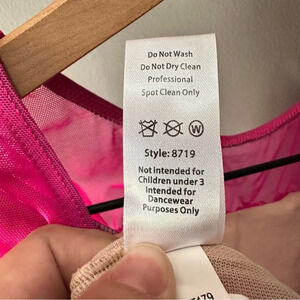 Do Not Wash
Do Not Dry Clean
Professional
Spot Clean Only
W
Style: 8719
Not intended for
Children under 3
Intended for
Dancewear
Purposes Only